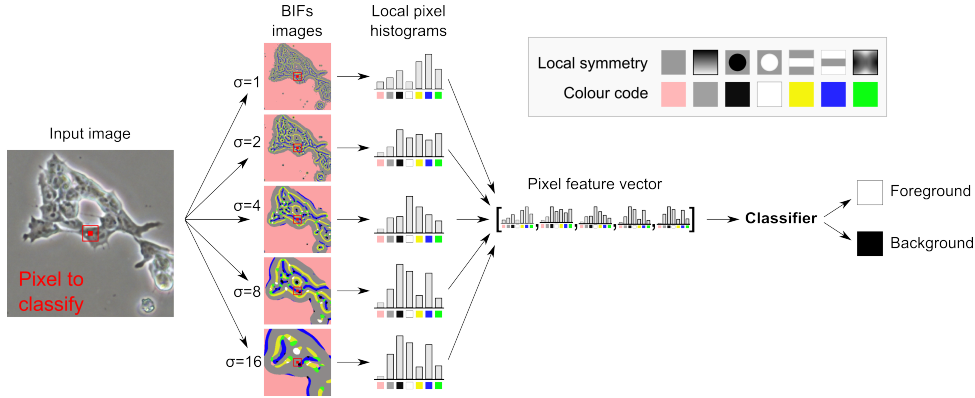 BIFs
images
Local pixel
histograms
Local symmetry
Colour code
σ=1
Input image
σ=2
σ=4
Pixel feature vector
[ , , , , ]
Classifier
Foreground
Background
Pixel to
classify
σ=8
σ=16